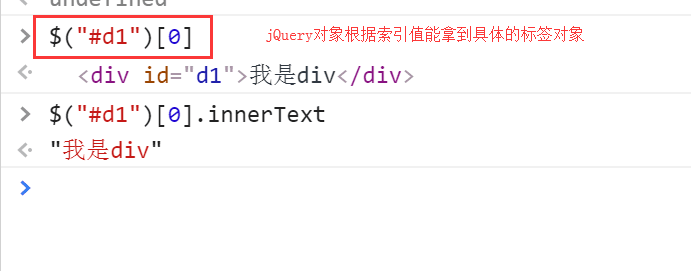 undefined
> $("#d1")[0] jQuery对象根据索引值能拿到具体的标签对象
<div id="d1">我是div</div>
> $("#d1")[0].innerText
"我是div"
>